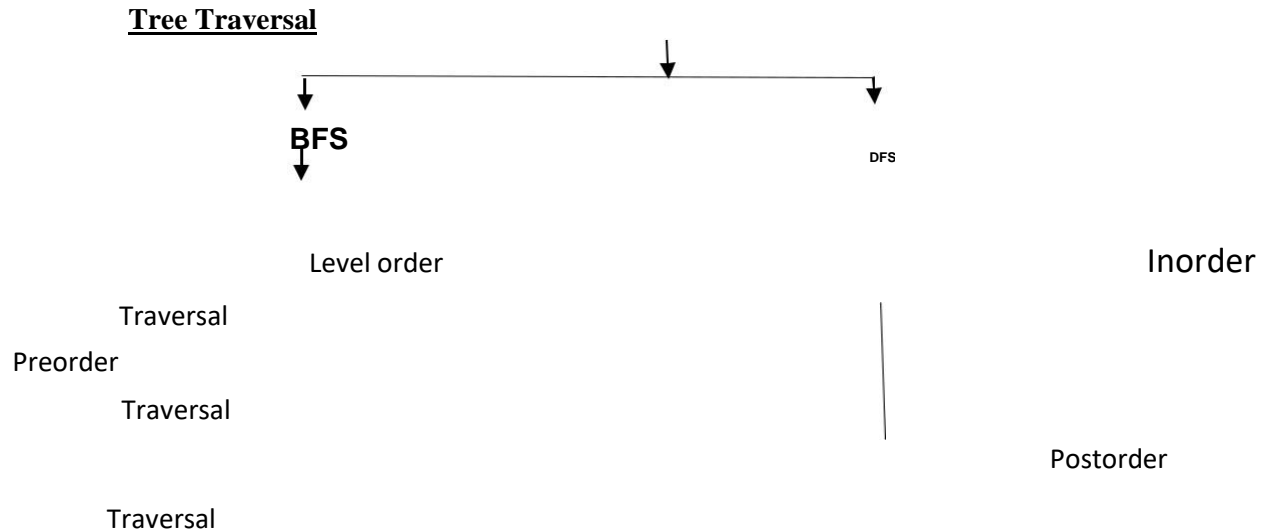 Tree Traversal
BFS
DFS
Level order
Inorder
Traversal
Preorder
Traversal
Postorder
Traversal